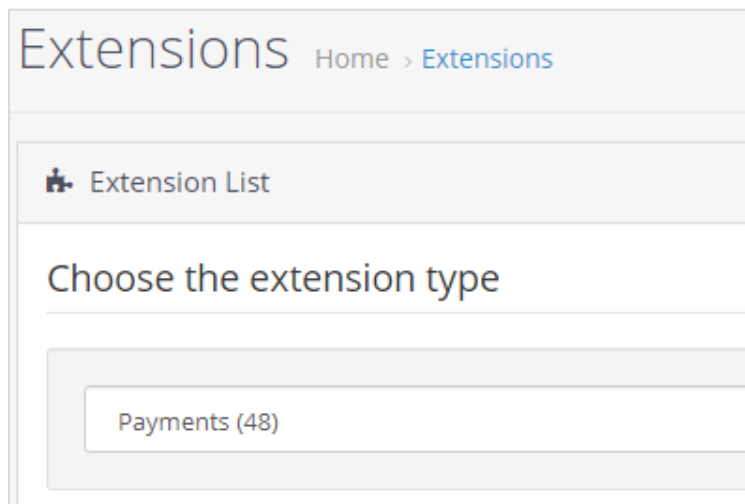 Extensions Home › Extensions
Extension List
Choose the extension type
Payments (48)